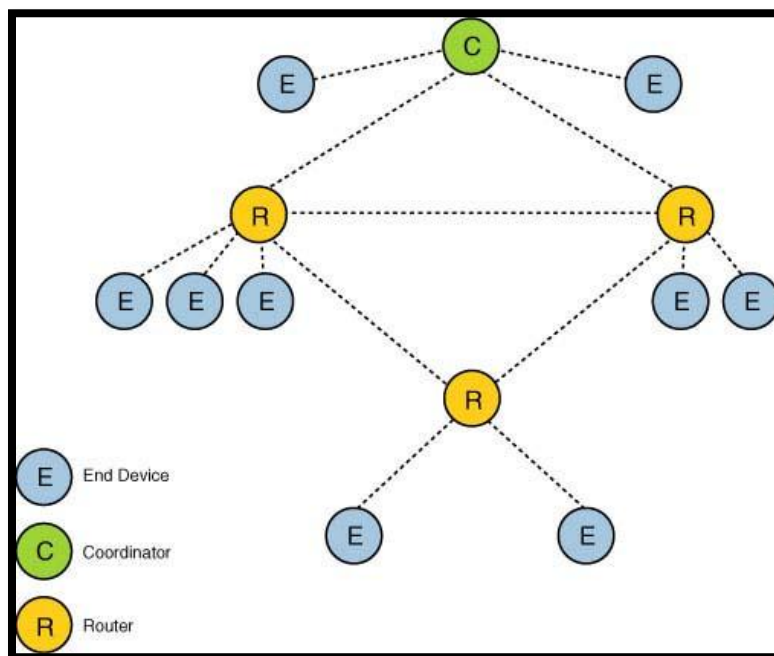 C
E E
R R
E E E E E
R
E End Device
E E
C Coordinator
R Router